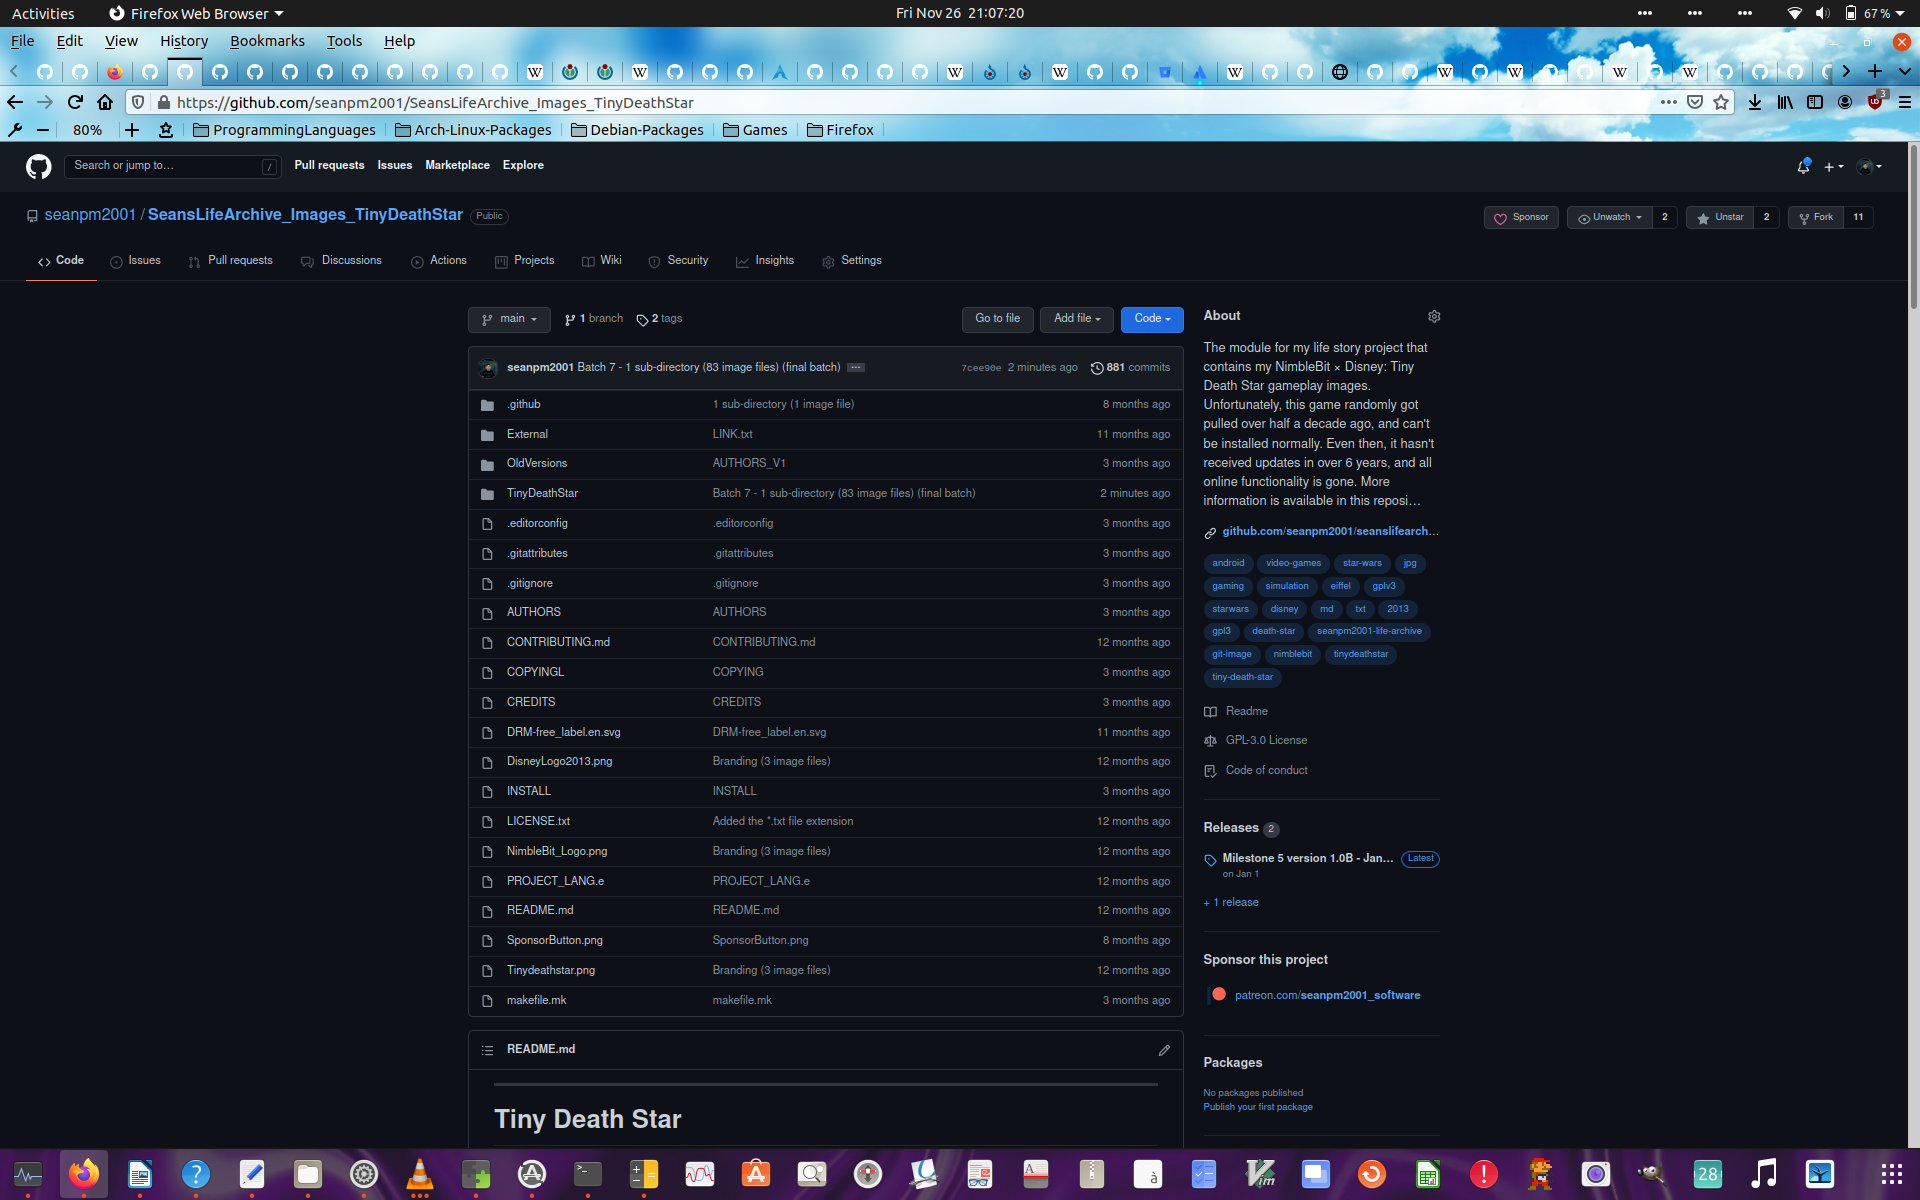 Activities
Firefox Web Browser
Fri Nov 26 21:07:20
67 %
File Edit View History Bookmarks Tools Help
https://github.com/seanpm2001/SeansLifeArchive_Images_TinyDeathStar
3
80%
ProgrammingLanguages Arch-Linux-Packages Debian-Packages Games Firefox
Search or jump to… /
Pull requests Issues Marketplace Explore
seanpm2001 / SeansLifeArchive_Images_TinyDeathStar Public
Sponsor Unwatch 2 Unstar 2 Fork 11
Code Issues Pull requests Discussions Actions Projects Wiki Security Insights Settings
main 1 branch 2 tags Go to file Add file Code
seanpm2001 Batch 7 - 1 sub-directory (83 image files) (final batch) ··· 7cee90e 2 minutes ago 881 commits
.github 1 sub-directory (1 image file) 8 months ago
External LINK.txt 11 months ago
OldVersions AUTHORS_V1 3 months ago
TinyDeathStar Batch 7 - 1 sub-directory (83 image files) (final batch) 2 minutes ago
.editorconfig .editorconfig 3 months ago
.gitattributes .gitattributes 3 months ago
.gitignore .gitignore 3 months ago
AUTHORS AUTHORS 3 months ago
CONTRIBUTING.md CONTRIBUTING.md 12 months ago
COPYINGL COPYING 3 months ago
CREDITS CREDITS 3 months ago
DRM-free_label.en.svg DRM-free_label.en.svg 11 months ago
DisneyLogo2013.png Branding (3 image files) 12 months ago
INSTALL INSTALL 3 months ago
LICENSE.txt Added the *.txt file extension 12 months ago
NimbleBit_Logo.png Branding (3 image files) 12 months ago
PROJECT_LANG.e PROJECT_LANG.e 12 months ago
README.md README.md 12 months ago
SponsorButton.png SponsorButton.png 8 months ago
Tinydeathstar.png Branding (3 image files) 12 months ago
makefile.mk makefile.mk 3 months ago
README.md
Tiny Death Star
About
The module for my life story project that
contains my NimbleBit × Disney: Tiny
Death Star gameplay images.
Unfortunately, this game randomly got
pulled over half a decade ago, and can't
be installed normally. Even then, it hasn't
received updates in over 6 years, and all
online functionality is gone. More
information is available in this reposi…
github.com/seanpm2001/seanslifearch…
android video-games star-wars jpg
gaming simulation eiffel gplv3
starwars disney md txt 2013
gpl3 death-star seanpm2001-life-archive
git-image nimblebit tinydeathstar
tiny-death-star
Readme
GPL-3.0 License
Code of conduct
Releases 2
Milestone 5 version 1.0B - Jan… Latest
on Jan 1
+ 1 release
Sponsor this project
patreon.com/seanpm2001_software
Packages
No packages published
Publish your first package
28